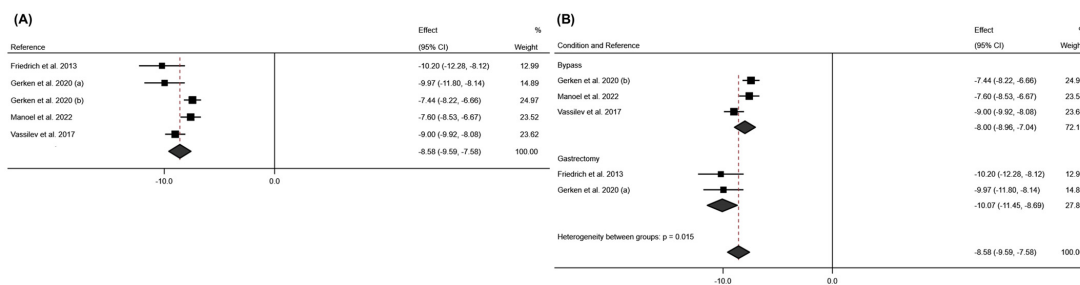 (A)
Effect %
Reference (95% CI) Weight
Friedrich et al. 2013 -10.20 (-12.28, -8.12) 12.99
Gerken et al. 2020 (a) -9.97 (-11.80, -8.14) 14.89
Gerken et al. 2020 (b) -7.44 (-8.22, -6.66) 24.97
Manoel et al. 2022 -7.60 (-8.53, -6.67) 23.52
Vassilev et al. 2017 -9.00 (-9.92, -8.08) 23.62
-8.58 (-9.59, -7.58) 100.00
-10.0 0.0
(B)
Effect %
Condition and Reference (95% CI)
Bypass
Gerken et al. 2020 (b) -7.44 (-8.22, -6.66)
Manoel et al. 2022 -7.60 (-8.53, -6.67)
Vassilev et al. 2017 -9.00 (-9.92, -8.08)
-8.00 (-8.96, -7.04)
Gastrectomy
Friedrich et al. 2013 -10.20 (-12.28, -8.12)
Gerken et al. 2020 (a) -9.97 (-11.80, -8.14)
-10.07 (-11.45, -8.69)
Heterogeneity between groups: p = 0.015
-8.58 (-9.59, -7.58)
-10.0 0.0